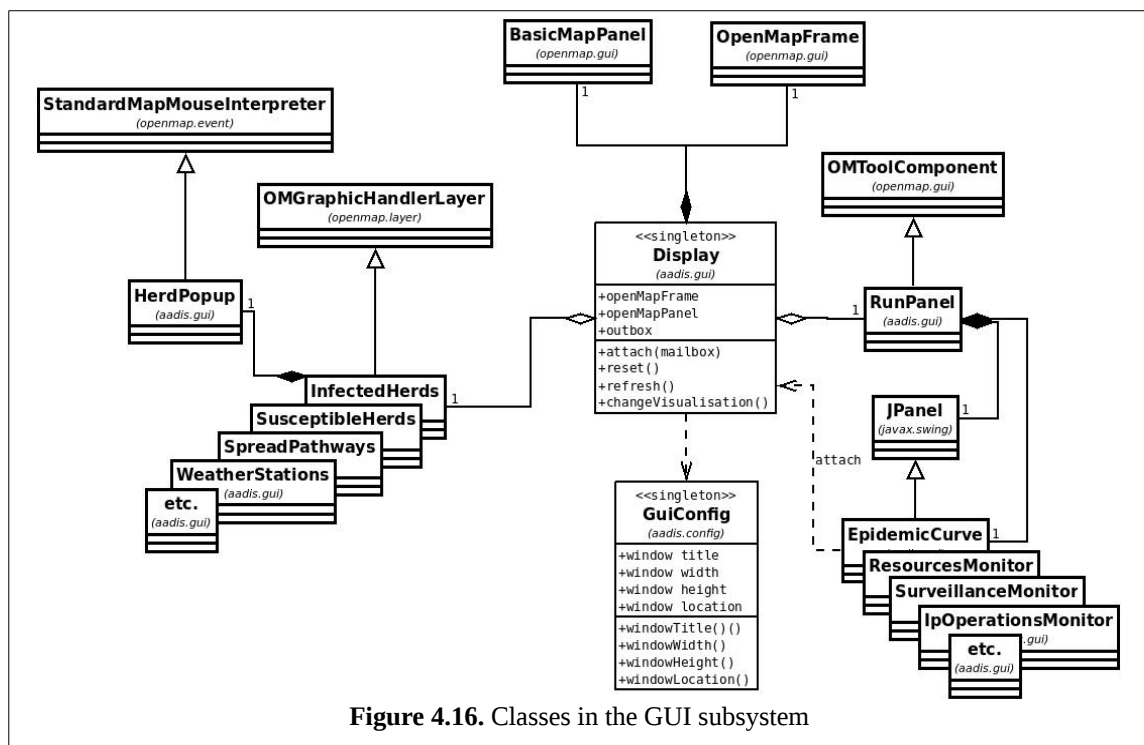 BasicMapPanel
(openmap.gui)
1
OpenMapFrame
(openmap.gui)
1
StandardMapMouseInterpreter
(openmap.event)
OMGraphicHandlerLayer
(openmap.layer)
OMToolComponent
(openmap.gui)
<<singleton>>
Display
(aadis.gui)
+openMapFrame
+openMapPanel
+outbox
+attach(mailbox)
+reset()
+refresh()
+changeVisualisation()
HerdPopup
(aadis.gui)
1
1
RunPanel
(aadis.gui)
InfectedHerds
1
SusceptibleHerds
SpreadPathways
WeatherStations
(aadis.gui)
etc.
(aadis.gui)
JPanel
(javax.swing)
1
attach
<<singleton>>
GuiConfig
(aadis.config)
+window title
+window width
+window height
+window location
+windowTitle()()
+windowWidth()
+windowHeight()
+windowLocation()
EpidemicCurve
1
ResourcesMonitor
SurveillanceMonitor
IpOperationsMonitor
.gui)
etc.
(aadis.gui)
Figure 4.16. Classes in the GUI subsystem